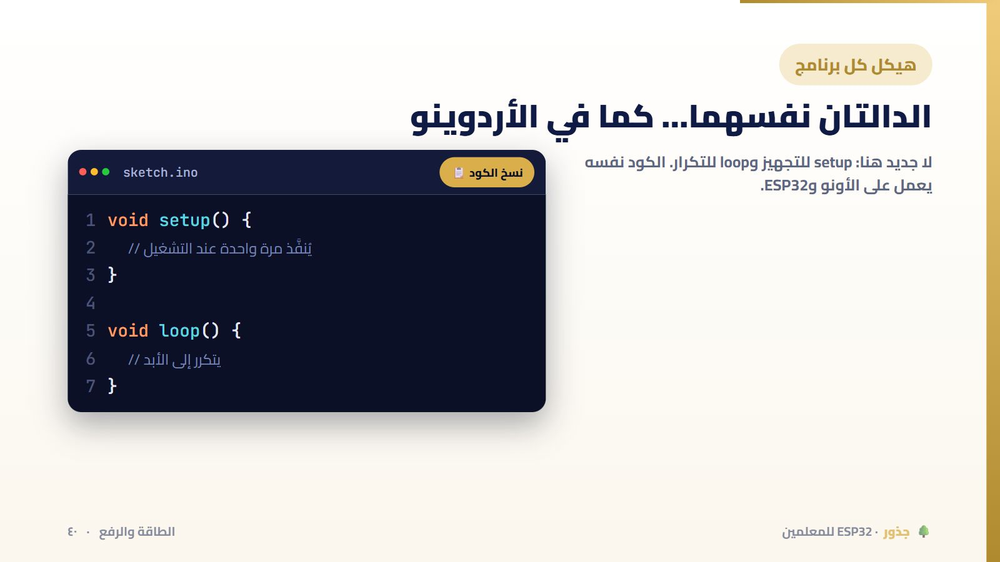 هيكل كل برنامج
الدالتان نفسهما... كما في الأردوينو
لا جديد هنا: setup للتجهيز وloop للتكرار. الكود نفسه
يعمل على الأونو وESP32.
sketch.ino
نسخ الكود 📋
1 void setup() {
2   // يُنفَّذ مرة واحدة عند التشغيل
3 }
4
5 void loop() {
6   // يتكرر إلى الأبد
7 }
🌳 جذور · ESP32 للمعلمين
الطاقة والرفع · ٤٠